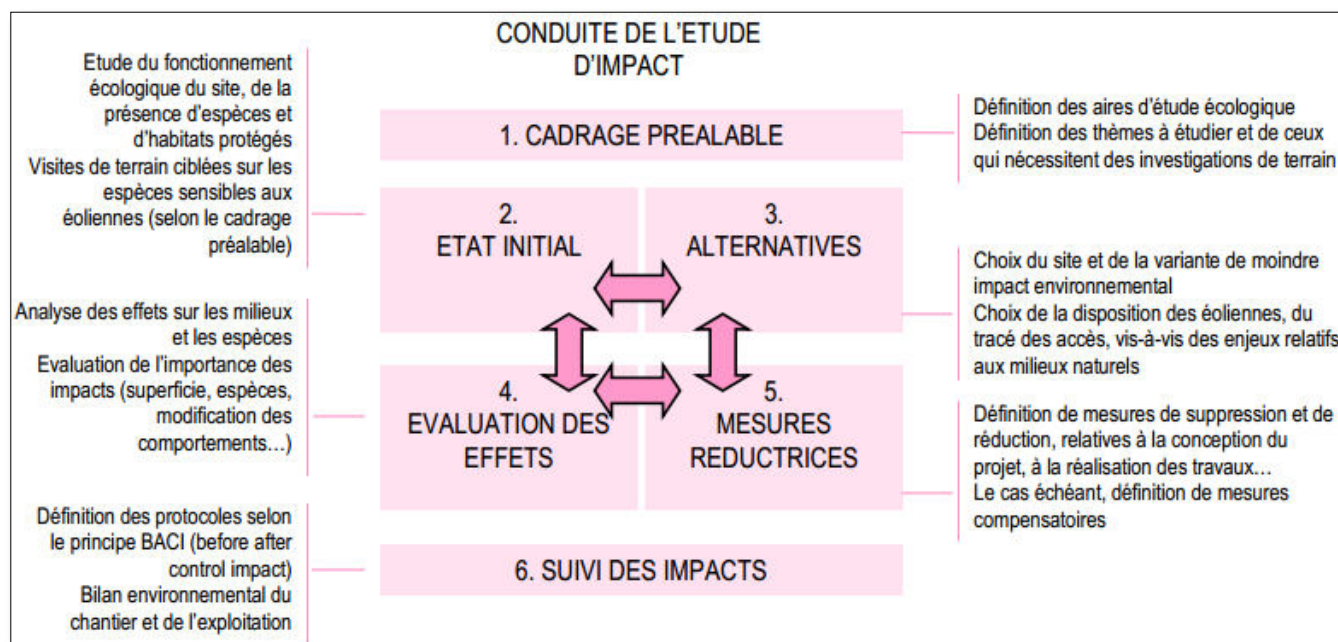 CONDUITE DE L'ETUDE
D'IMPACT
Etude du fonctionnement
écologique du site, de la
présence d'espèces et
d'habitats protégés
Visites de terrain ciblées sur les
espèces sensibles aux
éoliennes (selon le cadrage
préalable)
1. CADRAGE PREALABLE
Définition des aires d'étude écologique
Définition des thèmes à étudier et de ceux
qui nécessitent des investigations de terrain
2.
ETAT INITIAL
3.
ALTERNATIVES
Choix du site et de la variante de moindre
impact environnemental
Choix de la disposition des éoliennes, du
tracé des accès, vis-à-vis des enjeux relatifs
aux milieux naturels
Analyse des effets sur les milieux
et les espèces
Evaluation de l'importance des
impacts (superficie, espèces,
modification des
comportements…)
4.
EVALUATION DES
EFFETS
5.
MESURES
REDUCTRICES
Définition de mesures de suppression et de
réduction, relatives à la conception du
projet, à la réalisation des travaux…
Le cas échéant, définition de mesures
compensatoires
Définition des protocoles selon
le principe BACI (before after
control impact)
Bilan environnemental du
chantier et de l'exploitation
6. SUIVI DES IMPACTS